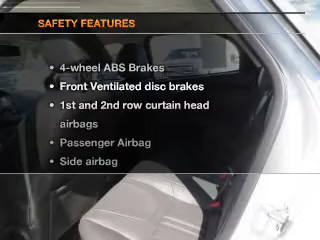 SAFETY FEATURES
• 4-wheel ABS Brakes
• Front Ventilated disc brakes
• 1st and 2nd row curtain head
airbags
• Passenger Airbag
• Side airbag